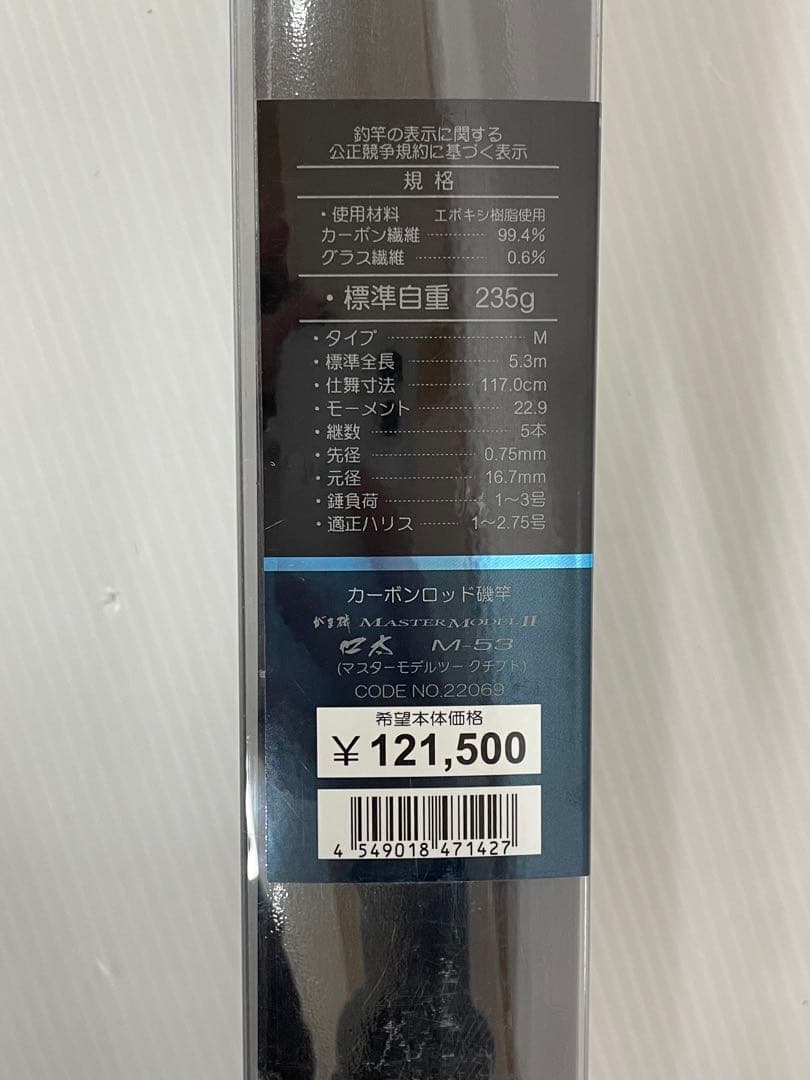 釣竿の表示に関する
公正競争規約に基づく表示
規格
・使用材料 エポキシ樹脂使用
カーボン繊維 ………… 99.4%
グラス繊維 ………… 0.6%
・標準自重 235g
・タイプ ………… M
・標準全長 ………… 5.3m
・仕舞寸法 ………… 117.0cm
・モーメント ………… 22.9
・継数 ………… 5本
・先径 ………… 0.75mm
・元径 ………… 16.7mm
・錘負荷 ………… 1〜3号
・適正ハリス ………… 1〜2.75号
カーボンロッド磯竿
がま磯 MASTERMODEL II
口太 M-53
(マスターモデルツー クチブト)
CODE NO.22069
希望本体価格
¥121,500
4 549018 471427